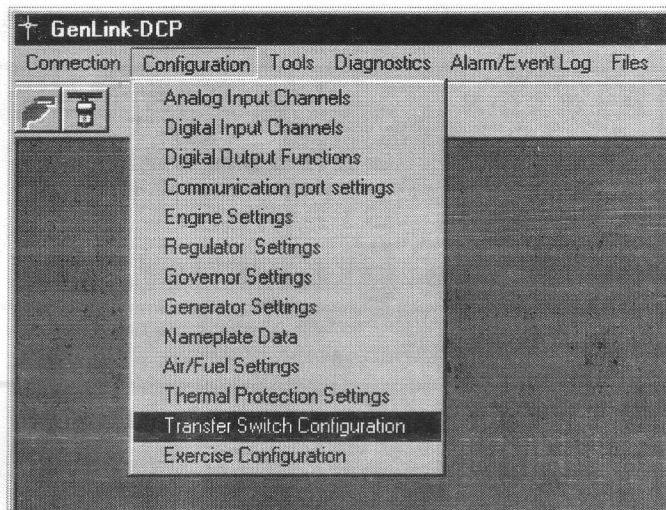 GenLink-DCP
Connection Configuration Tools Diagnostics Alarm/Event Log Files
Analog Input Channels
Digital Input Channels
Digital Output Functions
Communication port settings
Engine Settings
Regulator Settings
Governor Settings
Generator Settings
Nameplate Data
Air/Fuel Settings
Thermal Protection Settings
Transfer Switch Configuration
Exercise Configuration